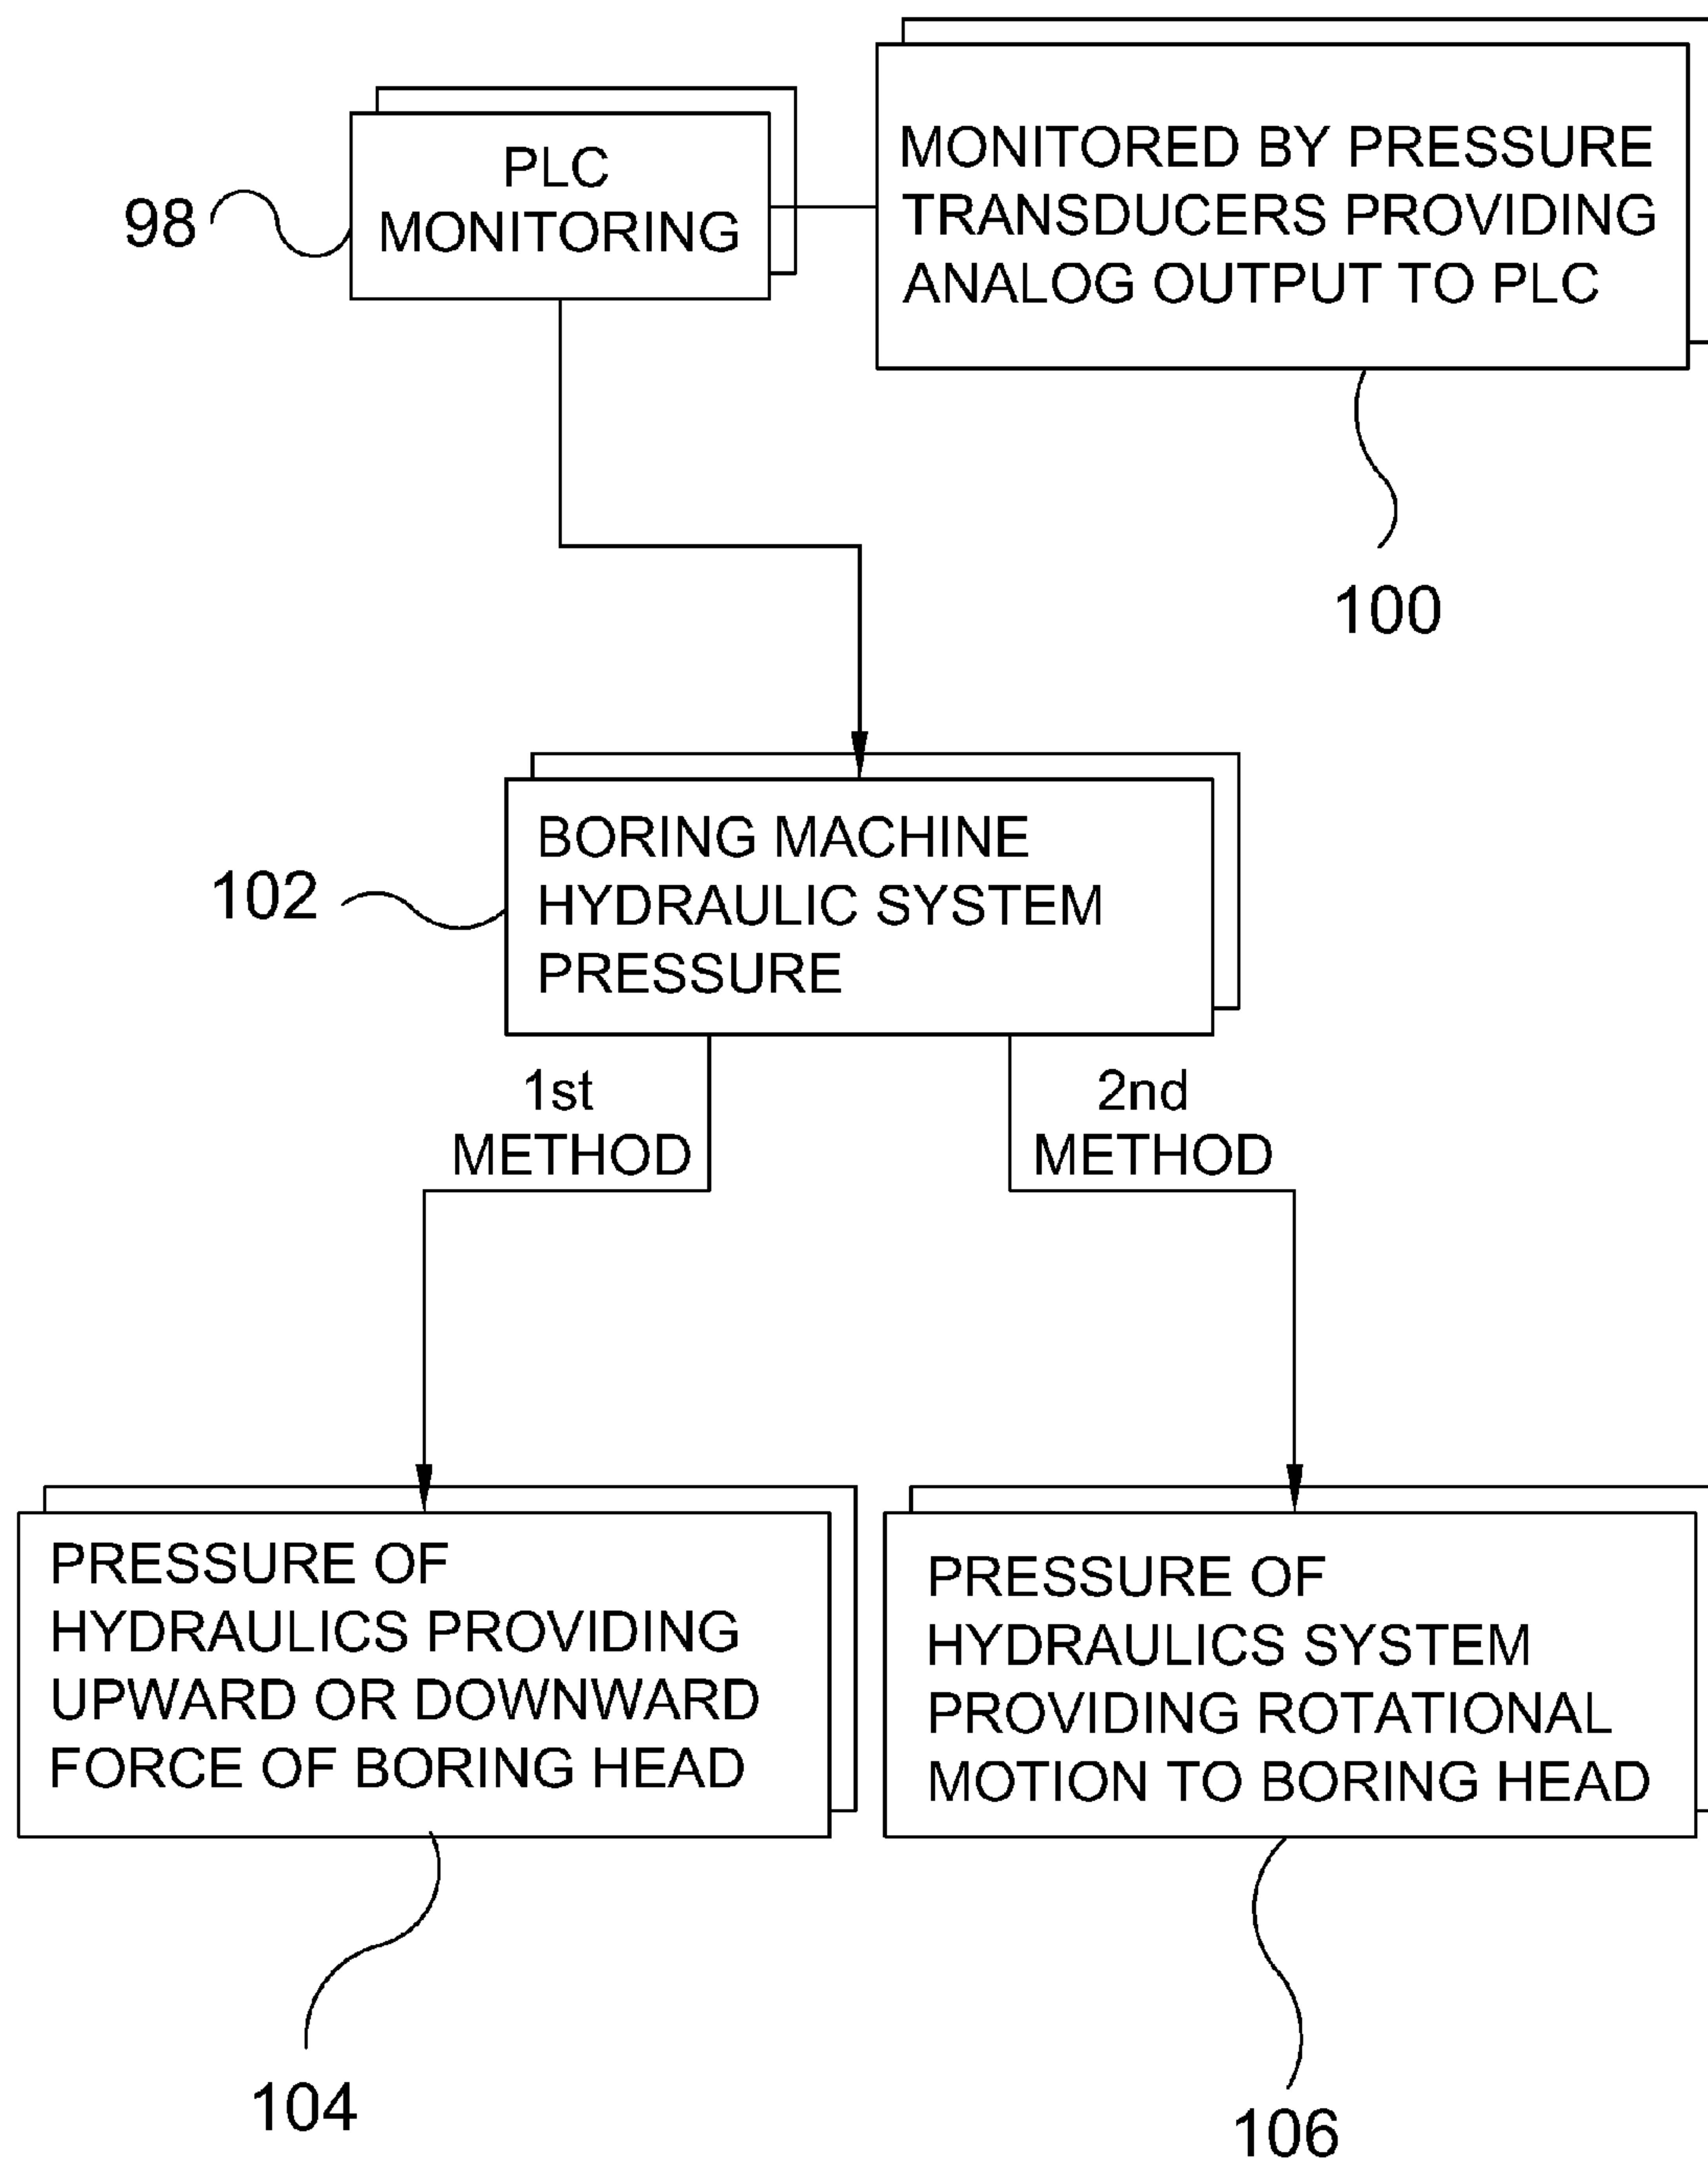 PLC
MONITORING
98
MONITORED BY PRESSURE
TRANSDUCERS PROVIDING
ANALOG OUTPUT TO PLC
100
BORING MACHINE
HYDRAULIC SYSTEM
PRESSURE
102
1st
METHOD
2nd
METHOD
PRESSURE OF
HYDRAULICS PROVIDING
UPWARD OR DOWNWARD
FORCE OF BORING HEAD
104
PRESSURE OF
HYDRAULICS SYSTEM
PROVIDING ROTATIONAL
MOTION TO BORING HEAD
106